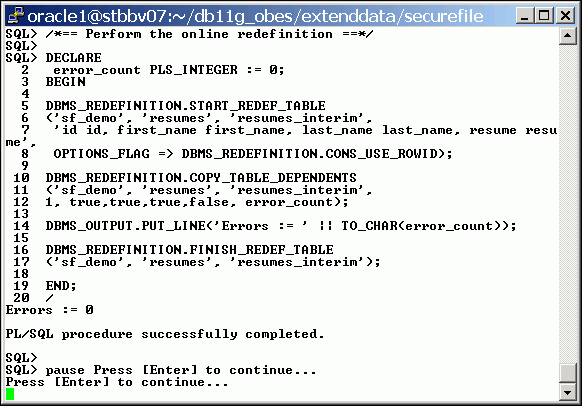 oracle1@stbbv07:~/db11g_obes/extenddata/securefile
SQL> /*== Perform the online redefinition ==*/
SQL>
SQL> DECLARE
  2    error_count PLS_INTEGER := 0;
  3  BEGIN
  4
  5  DBMS_REDEFINITION.START_REDEF_TABLE
  6  ('sf_demo', 'resumes', 'resumes_interim',
  7   'id id, first_name first_name, last_name last_name, resume resu
me',
  8   OPTIONS_FLAG => DBMS_REDEFINITION.CONS_USE_ROWID);
  9
 10  DBMS_REDEFINITION.COPY_TABLE_DEPENDENTS
 11  ('sf_demo', 'resumes', 'resumes_interim',
 12  1, true,true,true,false, error_count);
 13
 14  DBMS_OUTPUT.PUT_LINE('Errors := ' || TO_CHAR(error_count));
 15
 16  DBMS_REDEFINITION.FINISH_REDEF_TABLE
 17  ('sf_demo', 'resumes', 'resumes_interim');
 18
 19  END;
 20  /
Errors := 0
PL/SQL procedure successfully completed.
SQL>
SQL> pause Press [Enter] to continue...
Press [Enter] to continue...